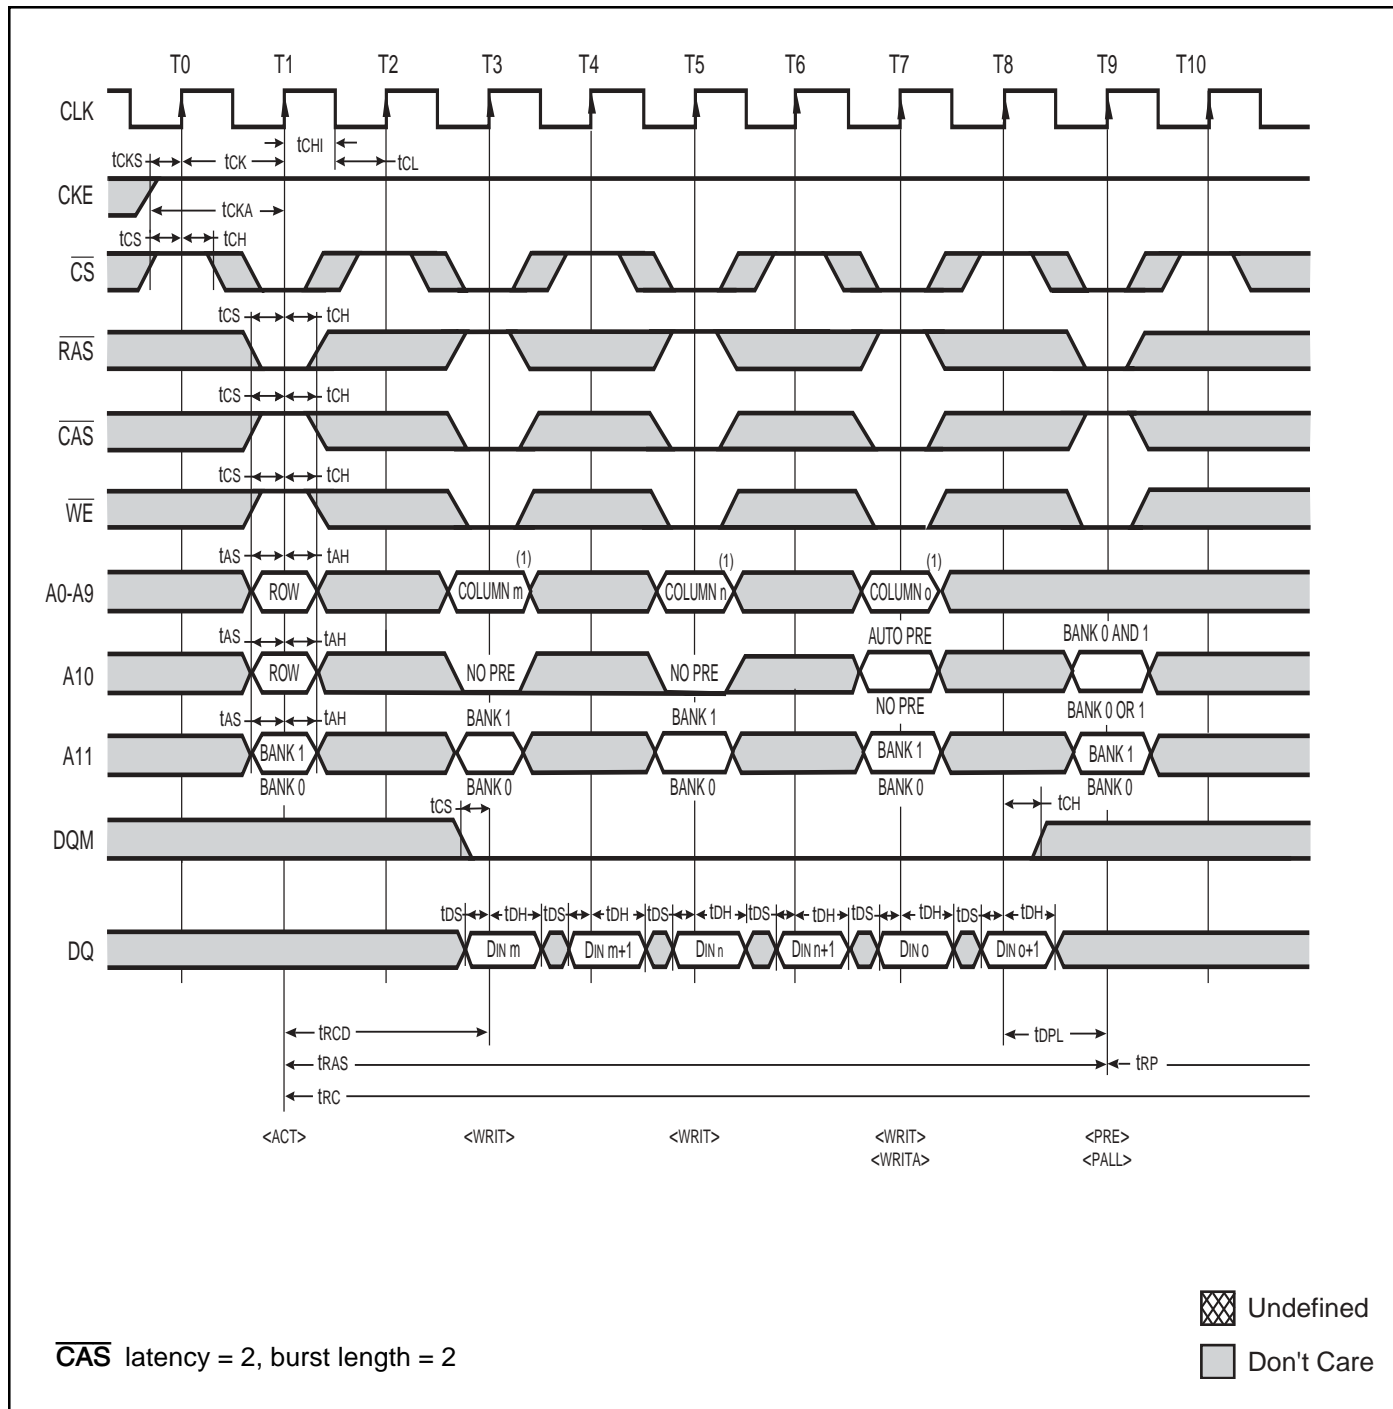 T0 T1 T2 T3 T4 T5 T6 T7 T8 T9 T10
CLK
tCHI
tCKS tCK tCL
CKE
tCKA
tCS tCH
CS
tCS tCH
RAS
tCS tCH
CAS
tCS tCH
WE
tAS tAH (1) (1) (1)
A0-A9 ROW COLUMN m COLUMN n COLUMN o
tAS tAH AUTO PRE BANK 0 AND 1
A10 ROW NO PRE NO PRE
NO PRE BANK 0 OR 1
tAS tAH BANK 1 BANK 1
A11 BANK 1 BANK 1 BANK 1
BANK 0 BANK 0 BANK 0 BANK 0 BANK 0
tCS tCH
DQM
tDS tDH tDS tDH tDS tDH tDS tDH tDS tDH tDS tDH
DQ DIN m DIN m+1 DIN n DIN n+1 DIN o DIN o+1
tRCD tDPL
tRAS tRP
tRC
<ACT> <WRIT> <WRIT> <WRIT> <PRE>
<WRITA> <PALL>
Undefined
CAS latency = 2, burst length = 2
Don't Care